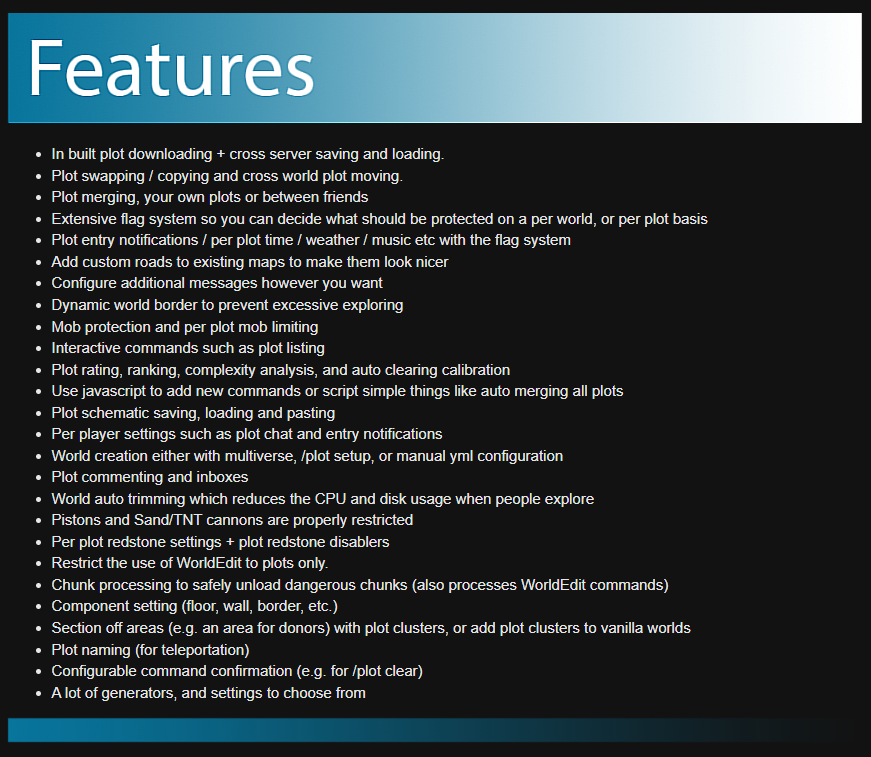 Features
In built plot downloading + cross server saving and loading.
Plot swapping / copying and cross world plot moving.
Plot merging, your own plots or between friends
Extensive flag system so you can decide what should be protected on a per world, or per plot basis
Plot entry notifications / per plot time / weather / music etc with the flag system
Add custom roads to existing maps to make them look nicer
Configure additional messages however you want
Dynamic world border to prevent excessive exploring
Mob protection and per plot mob limiting
Interactive commands such as plot listing
Plot rating, ranking, complexity analysis, and auto clearing calibration
Use javascript to add new commands or script simple things like auto merging all plots
Plot schematic saving, loading and pasting
Per player settings such as plot chat and entry notifications
World creation either with multiverse, /plot setup, or manual yml configuration
Plot commenting and inboxes
World auto trimming which reduces the CPU and disk usage when people explore
Pistons and Sand/TNT cannons are properly restricted
Per plot redstone settings + plot redstone disablers
Restrict the use of WorldEdit to plots only.
Chunk processing to safely unload dangerous chunks (also processes WorldEdit commands)
Component setting (floor, wall, border, etc.)
Section off areas (e.g. an area for donors) with plot clusters, or add plot clusters to vanilla worlds
Plot naming (for teleportation)
Configurable command confirmation (e.g. for /plot clear)
A lot of generators, and settings to choose from